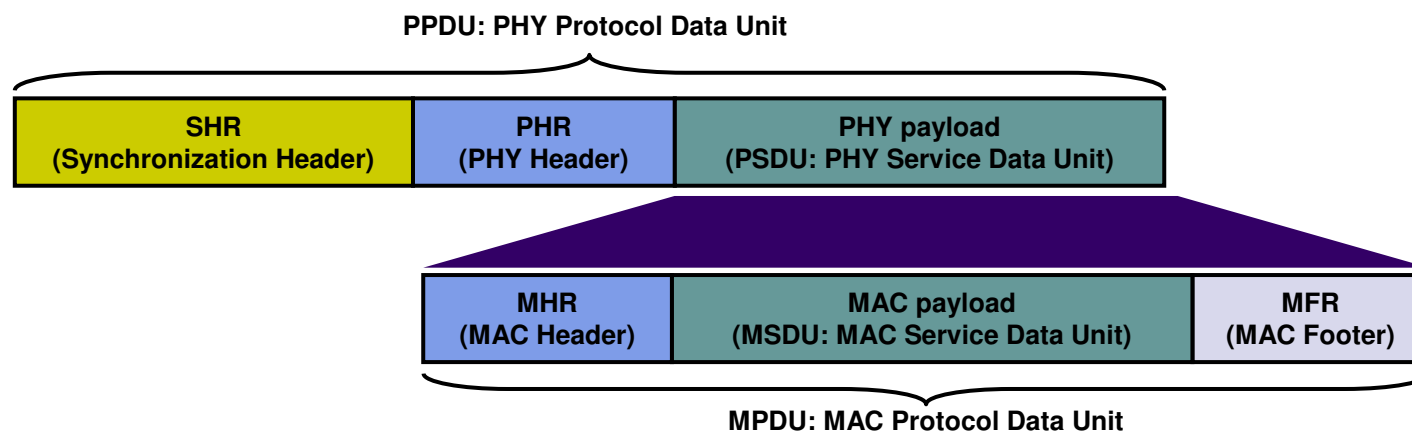 PPDU: PHY Protocol Data Unit
SHR
(Synchronization Header)
PHR
(PHY Header)
PHY payload
(PSDU: PHY Service Data Unit)
MHR
(MAC Header)
MAC payload
(MSDU: MAC Service Data Unit)
MFR
(MAC Footer)
MPDU: MAC Protocol Data Unit